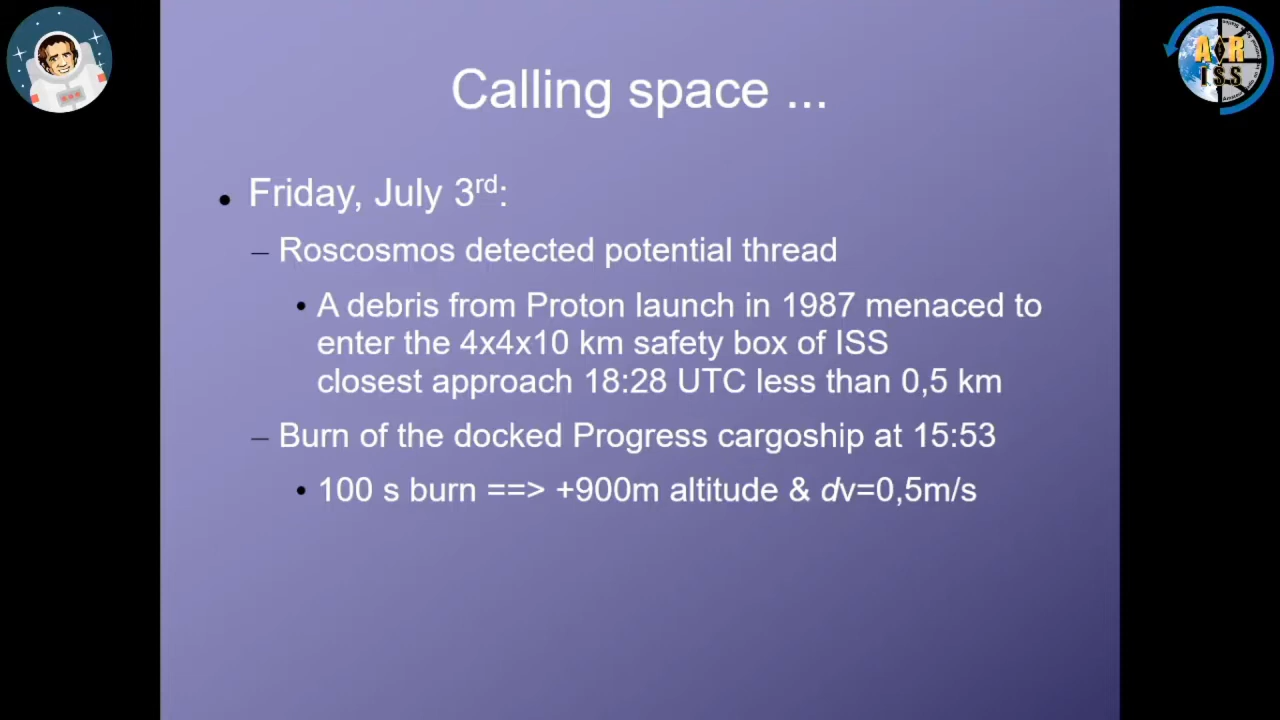 Calling space ...
Friday, July 3rd:
– Roscosmos detected potential thread
A debris from Proton launch in 1987 menaced to
enter the 4x4x10 km safety box of ISS
closest approach 18:28 UTC less than 0,5 km
– Burn of the docked Progress cargoship at 15:53
100 s burn ==> +900m altitude & dv=0,5m/s
AR
ISS